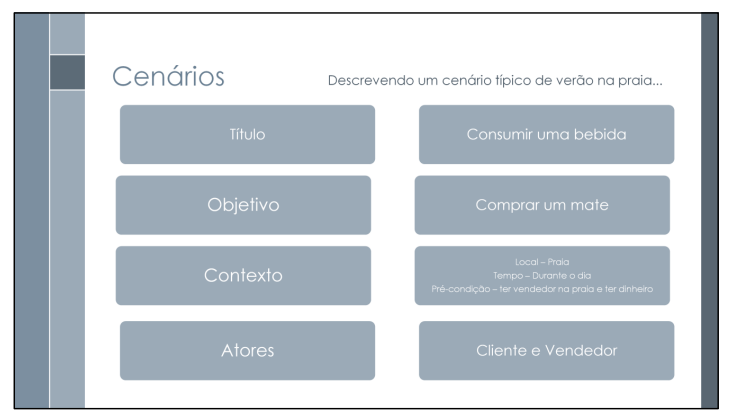 Cenários
Descrevendo um cenário típico de verão na praia...
Título
Consumir uma bebida
Objetivo
Comprar um mate
Contexto
Local – Praia
Tempo – Durante o dia
Pré-condição – ter vendedor na praia e ter dinheiro
Atores
Cliente e Vendedor